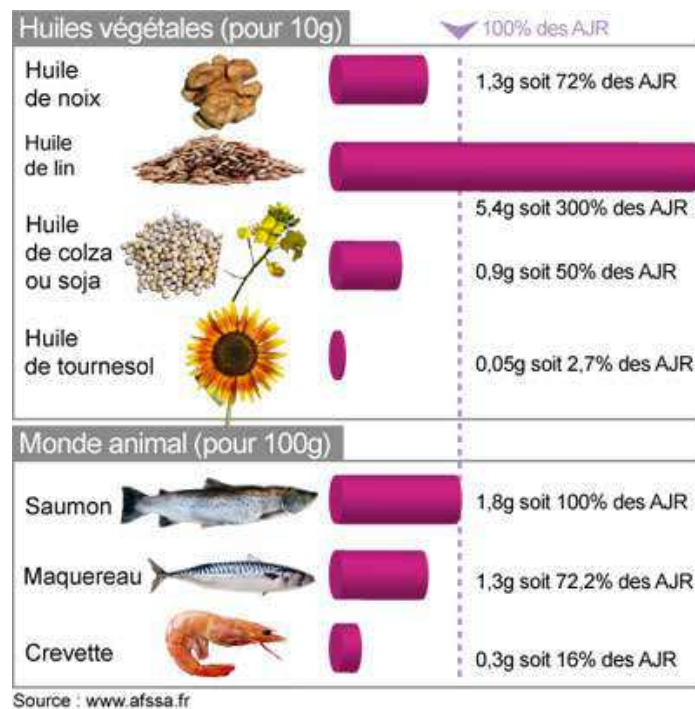 Huiles végétales (pour 10g)
100% des AJR
Huile
de noix
1,3g soit 72% des AJR
Huile
de lin
5,4g soit 300% des AJR
Huile
de colza
ou soja
0,9g soit 50% des AJR
Huile
de tournesol
0,05g soit 2,7% des AJR
Monde animal (pour 100g)
Saumon
1,8g soit 100% des AJR
Maquereau
1,3g soit 72,2% des AJR
Crevette
0,3g soit 16% des AJR
Source : www.afssa.fr